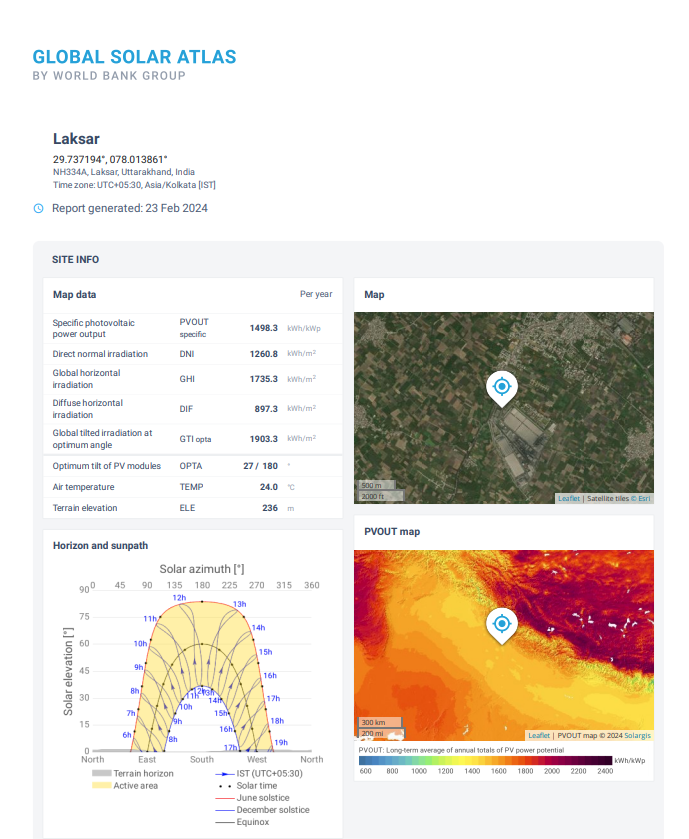 GLOBAL SOLAR ATLAS
BY WORLD BANK GROUP
Laksar
29.737194°, 078.013861°
NH334A, Laksar, Uttarakhand, India
Time zone: UTC+05:30, Asia/Kolkata [IST]
Report generated: 23 Feb 2024
SITE INFO
Map data Per year
Specific photovoltaic
power output PVOUT
specific 1498.3 kWh/kWp
Direct normal irradiation DNI 1260.8 kWh/m²
Global horizontal
irradiation GHI 1735.3 kWh/m²
Diffuse horizontal
irradiation DIF 897.3 kWh/m²
Global tilted irradiation at
optimum angle GTI opta 1903.3 kWh/m²
Optimum tilt of PV modules OPTA 27 / 180 °
Air temperature TEMP 24.0 °C
Terrain elevation ELE 236 m
Map
500 m
2000 ft
Leaflet | Satellite tiles © Esri
Horizon and sunpath
Solar azimuth [°]
0 45 90 135 180 225 270 315 360
Solar elevation [°]
90
75
60
45
30
15
0
12h
13h
11h
14h
10h
15h
9h
16h
8h
17h
7h
18h
6h
19h
11h
12h
13h
14h
10h
15h
9h
16h
8h
17h
North East South West North
Terrain horizon
Active area
IST (UTC+05:30)
Solar time
June solstice
December solstice
Equinox
PVOUT map
300 km
200 mi
Leaflet | PVOUT map © 2024 Solargis
PVOUT: Long-term average of annual totals of PV power potential
kWh/kWp
600 800 1000 1200 1400 1600 1800 2000 2200 2400